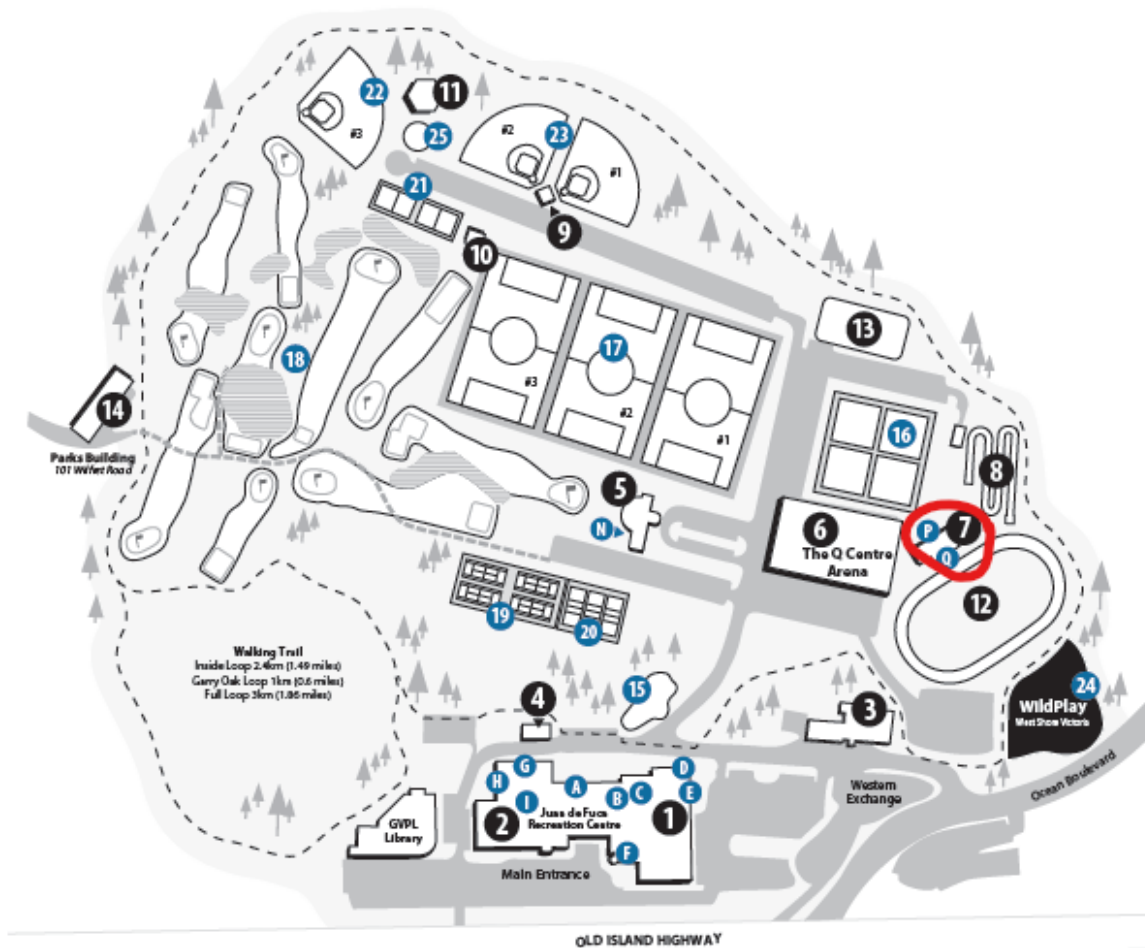 22
11
#3
25
#2
23
#1
21
9
10
13
17
#3
#2
#1
18
16
14
Parks Building
101 Wilfert Road
8
5
N
6
The Q Centre
Arena
P
7
Q
12
19
20
Walking Trail
Inside Loop 2.4km (1.49 miles)
Garry Oak Loop 1km (0.6 miles)
Full Loop 3km (1.86 miles)
15
24
WildPlay
West Shore Victoria
4
3
G
D
H
A
B
C
E
I
Juan de Fuca
Recreation Centre
2
1
GVPL
Library
F
Western
Exchange
Ocean Boulevard
Main Entrance
OLD ISLAND HIGHWAY